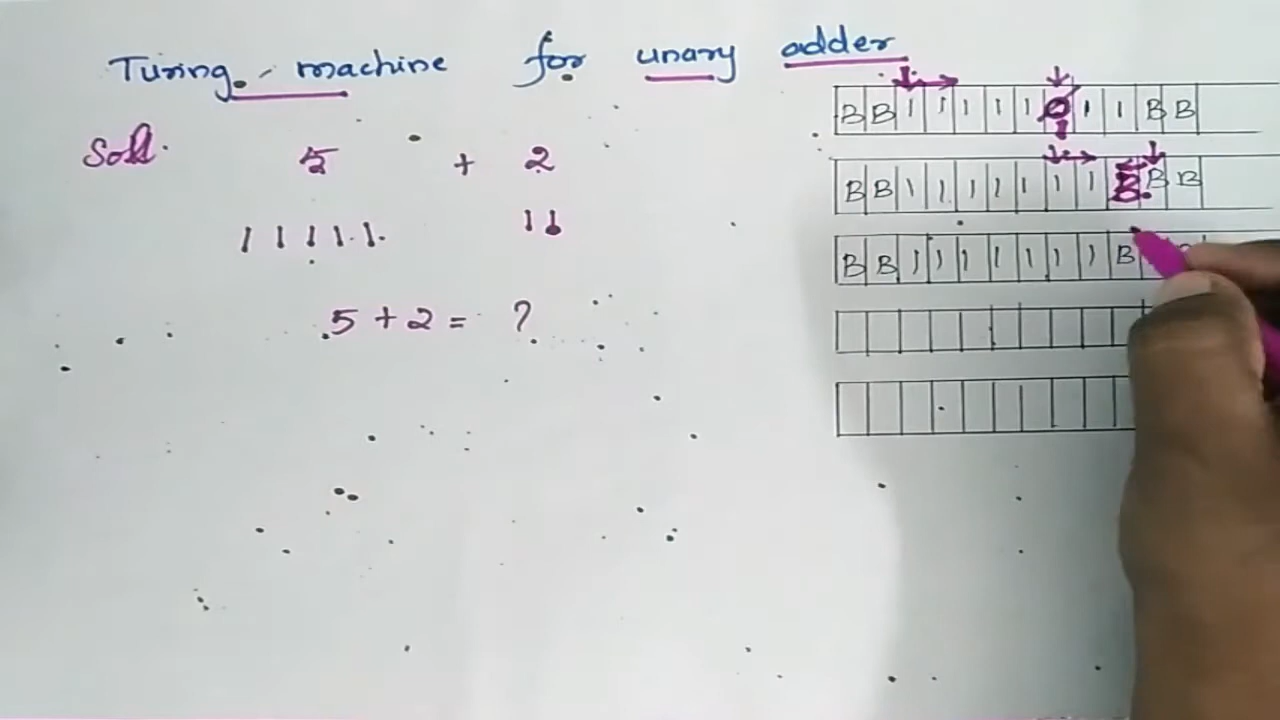 Turing machine for unary adder
Soln.
5 + 2
1 1 1 1 1 1 1
5 + 2 = ?
B B 1 1 1 1 1 0 1 1 B B
B B 1 1 1 1 1 1 1 B B B
B B 1 1 1 1 1 1 1 B